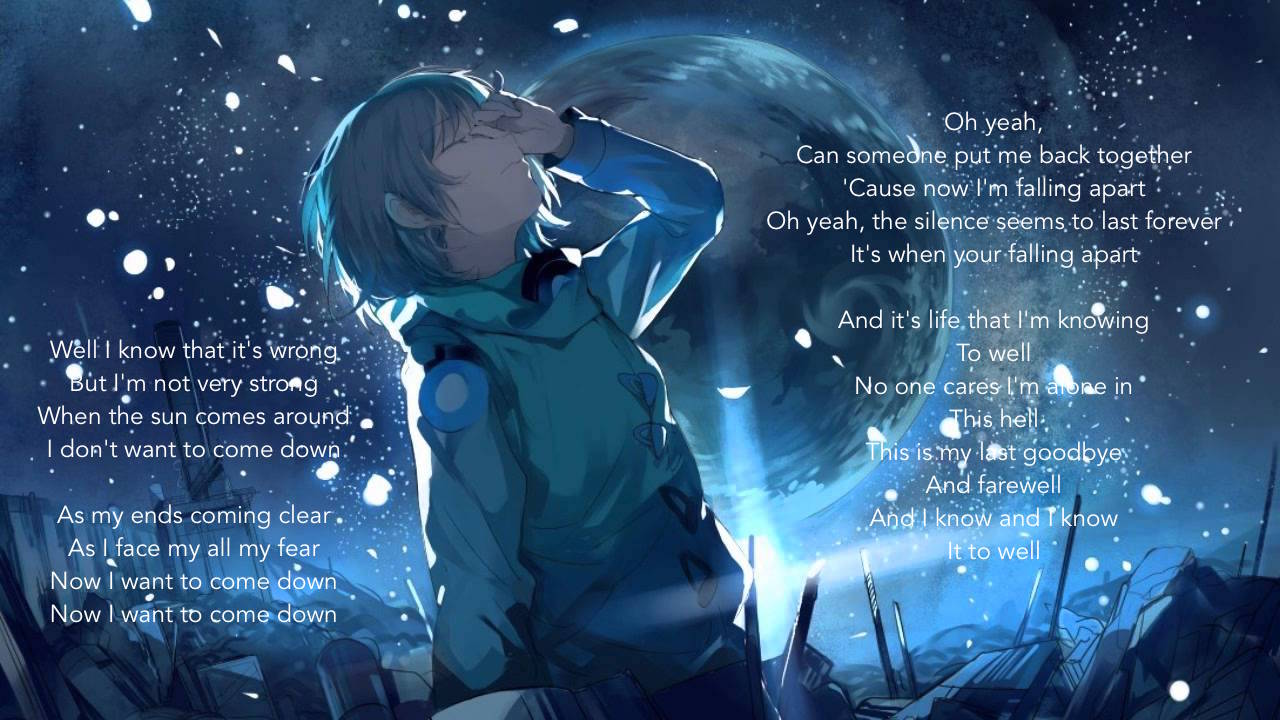 Well I know that it's wrong
But I'm not very strong
When the sun comes around
I don't want to come down
As my ends coming clear
As I face my all my fear
Now I want to come down
Now I want to come down
Oh yeah,
Can someone put me back together
'Cause now I'm falling apart
Oh yeah, the silence seems to last forever
It's when your falling apart
And it's life that I'm knowing
To well
No one cares I'm alone in
This hell
This is my last goodbye
And farewell
And I know and I know
It to well